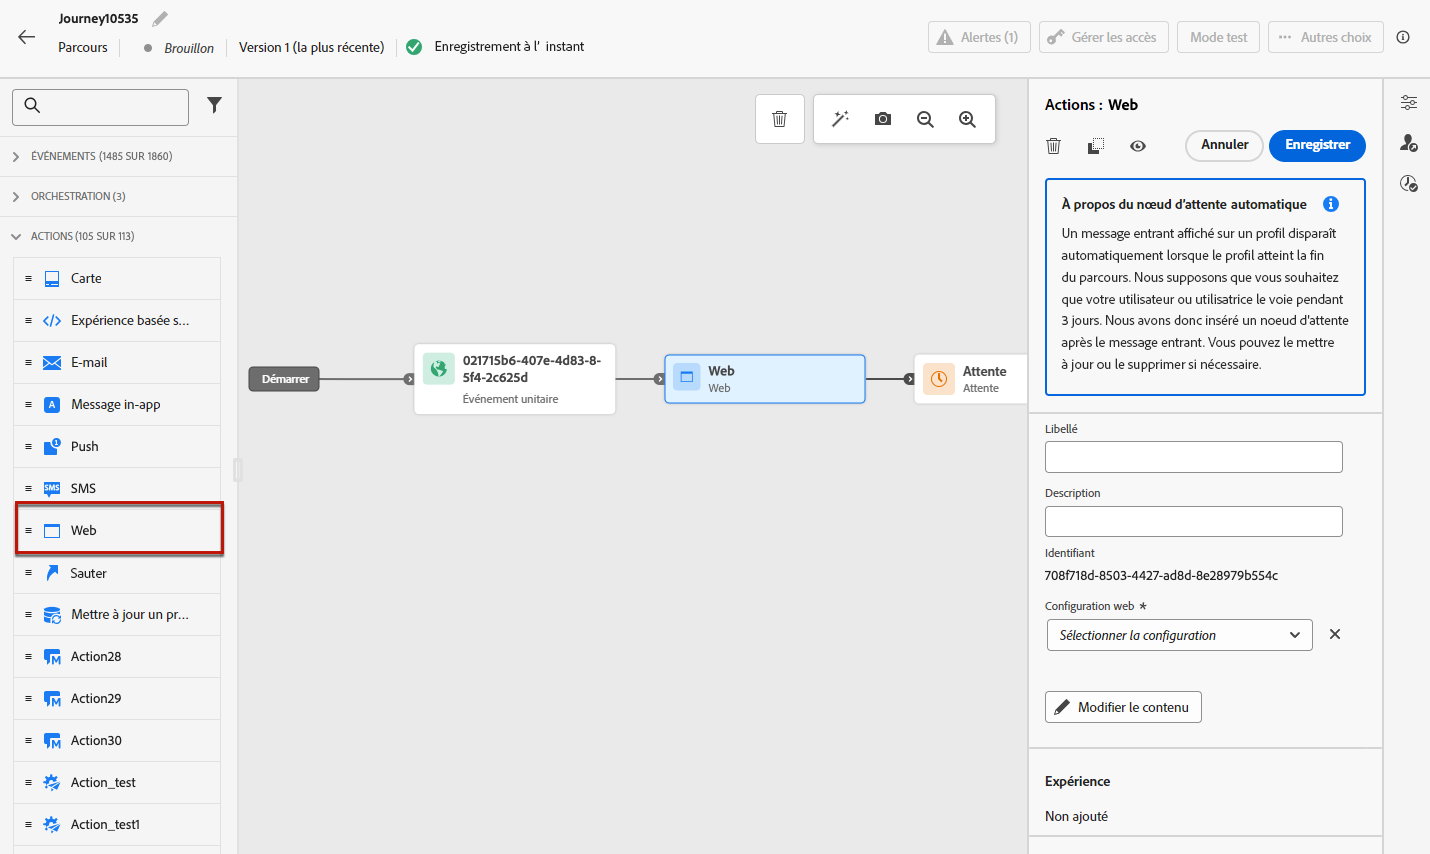 Journey10535
Parcours
Brouillon
Version 1 (la plus récente)
Enregistrement à l' instant
Alertes (1)
Gérer les accès
Mode test
Autres choix
ÉVÉNEMENTS (1485 SUR 1860)
ORCHESTRATION (3)
ACTIONS (105 SUR 113)
Carte
Expérience basée s...
E-mail
A
Message in-app
1
Push
SMS
SMS
Web
Sauter
Mettre à jour un pr...
M
Action28
M
Action29
M
Action30
Action_test
Action_test1
Démarrer
021715b6-407e-4d83-8-
5f4-2c625d
Événement unitaire
Web
Web
Attente
Attente
Actions : Web
Annuler
Enregistrer
À propos du nœud d'attente automatique
Un message entrant affiché sur un profil disparaît
automatiquement lorsque le profil atteint la fin
du parcours. Nous supposons que vous souhaitez
que votre utilisateur ou utilisatrice le voie pendant
3 jours. Nous avons donc inséré un noeud d'attente
après le message entrant. Vous pouvez le mettre
à jour ou le supprimer si nécessaire.
Libellé
Description
Identifiant
708f718d-8503-4427-ad8d-8e28979b554c
Configuration web *
Sélectionner la configuration
Modifier le contenu
Expérience
Non ajouté